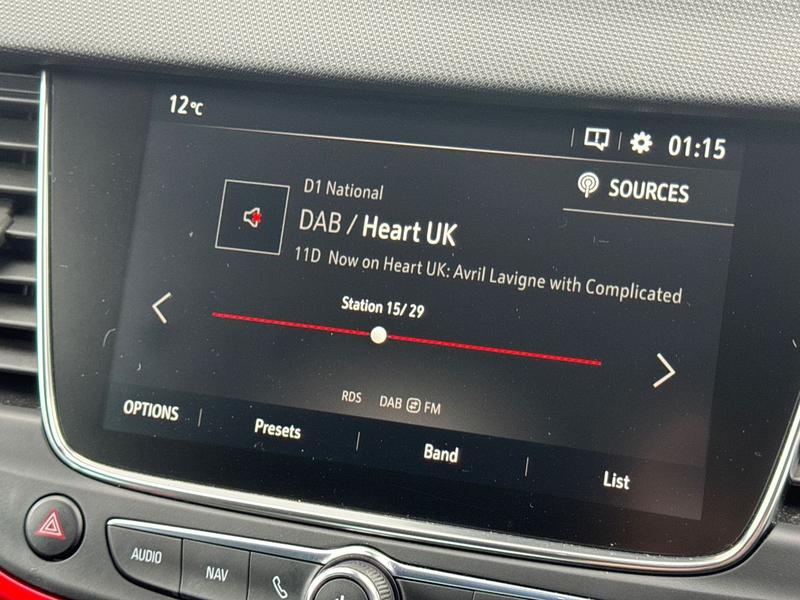 12°C
01:15
SOURCES
D1 National
DAB / Heart UK
11D Now on Heart UK: Avril Lavigne with Complicated
Station 15/ 29
RDS DAB FM
OPTIONS Presets Band List
AUDIO NAV